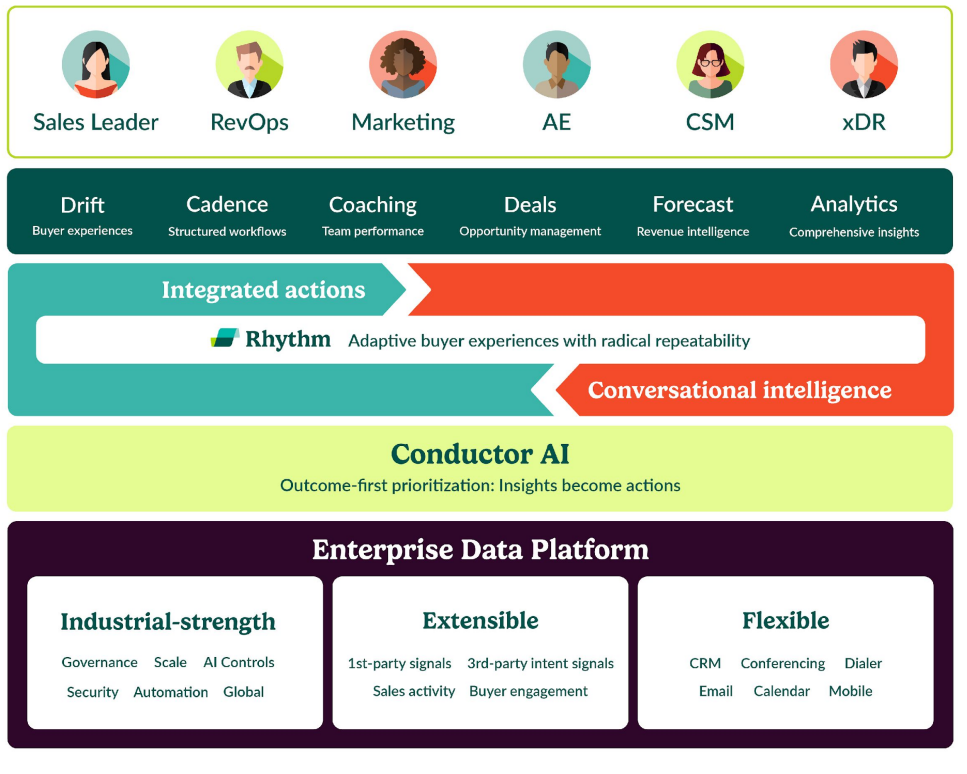 Sales Leader RevOps Marketing AE CSM xDR
Drift Cadence Coaching Deals Forecast Analytics
Buyer experiences Structured workflows Team performance Opportunity management Revenue intelligence Comprehensive insights
Integrated actions
Rhythm Adaptive buyer experiences with radical repeatability
Conversational intelligence
Conductor AI
Outcome-first prioritization: Insights become actions
Enterprise Data Platform
Industrial-strength
Governance Scale AI Controls
Security Automation Global
Extensible
1st-party signals 3rd-party intent signals
Sales activity Buyer engagement
Flexible
CRM Conferencing Dialer
Email Calendar Mobile